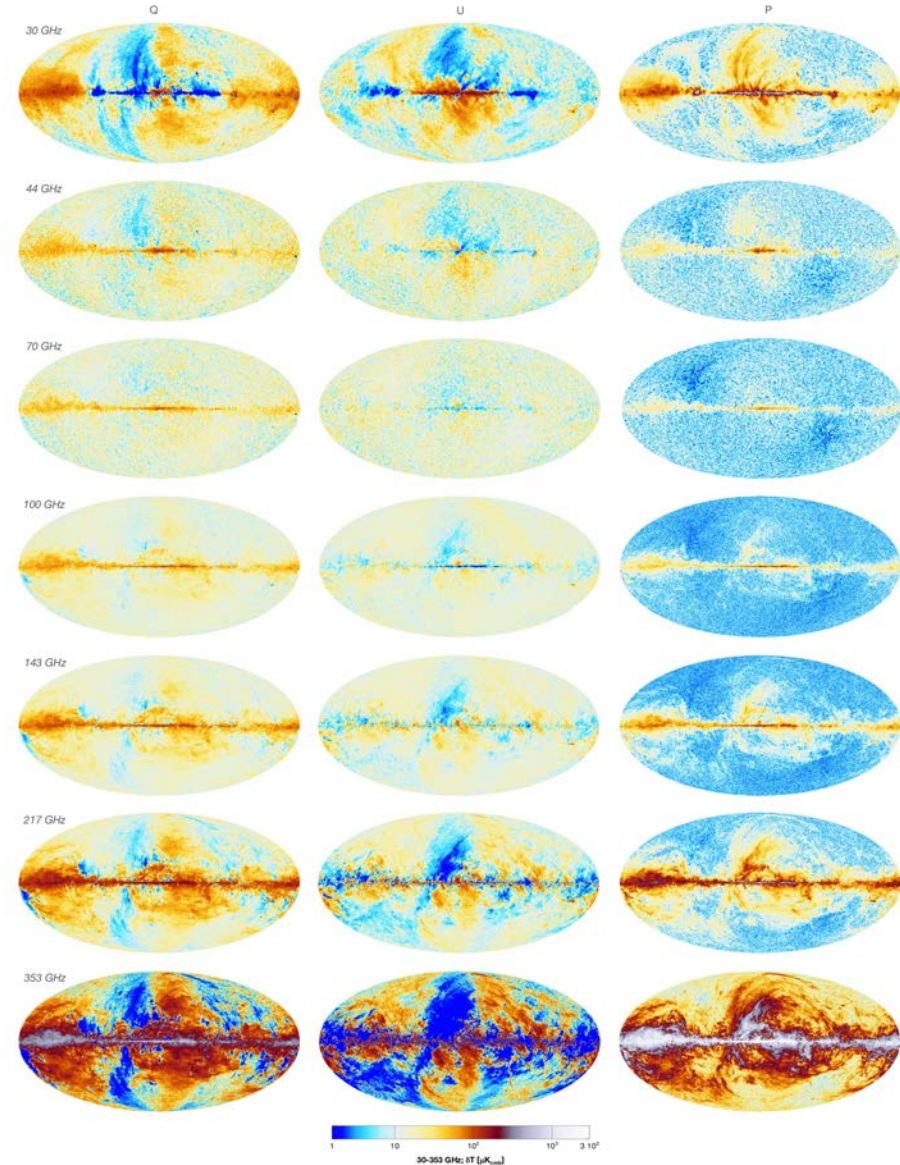 Q U P
30 GHz
44 GHz
70 GHz
100 GHz
143 GHz
217 GHz
353 GHz
1 10 10² 10³ 3 10³
30-353 GHz; δT [μK_cmb]